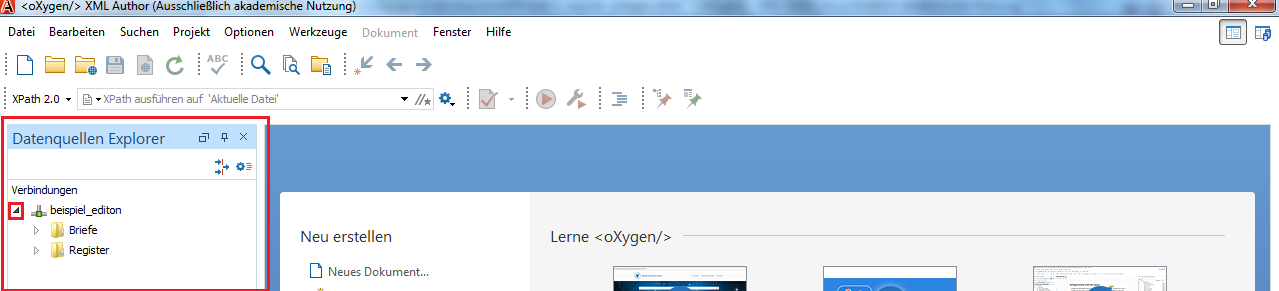 <oXygen/> XML Author (Ausschließlich akademische Nutzung)
Datei Bearbeiten Suchen Projekt Optionen Werkzeuge Dokument Fenster Hilfe
ABC
XPath 2.0 XPath ausführen auf 'Aktuelle Datei'
Datenquellen Explorer
Verbindungen
beispiel_editon
Briefe
Register
Neu erstellen
Neues Dokument...
Lerne <oXygen/>